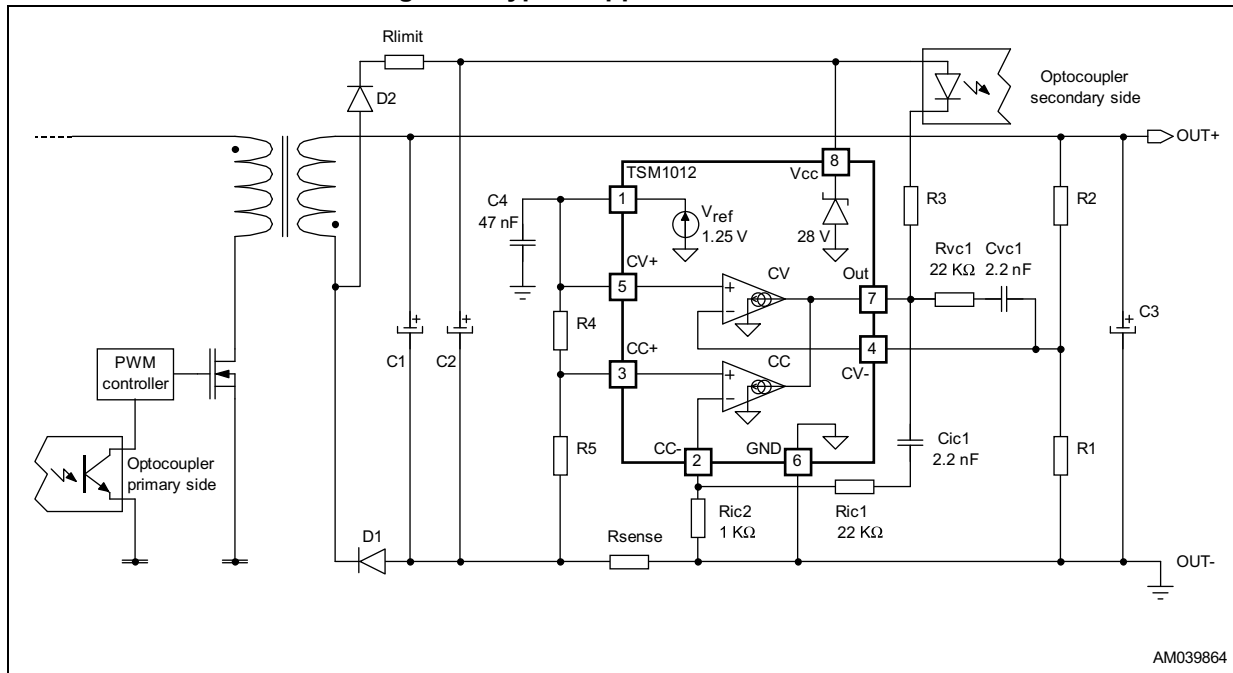 Rlimit
D2
Optocoupler
secondary side
OUT+
TSM1012
8
Vcc
C4
47 nF
1
Vref
1.25 V
28 V
R3
R2
Rvc1
22 KΩ
Cvc1
2.2 nF
CV+
5
CV
Out
7
C3
R4
C1
C2
CC+
3
CC
4
CV-
PWM
controller
R5
CC-
2
GND
6
Cic1
2.2 nF
R1
Optocoupler
primary side
Ric2
1 KΩ
Ric1
22 KΩ
D1
Rsense
OUT-
AM039864